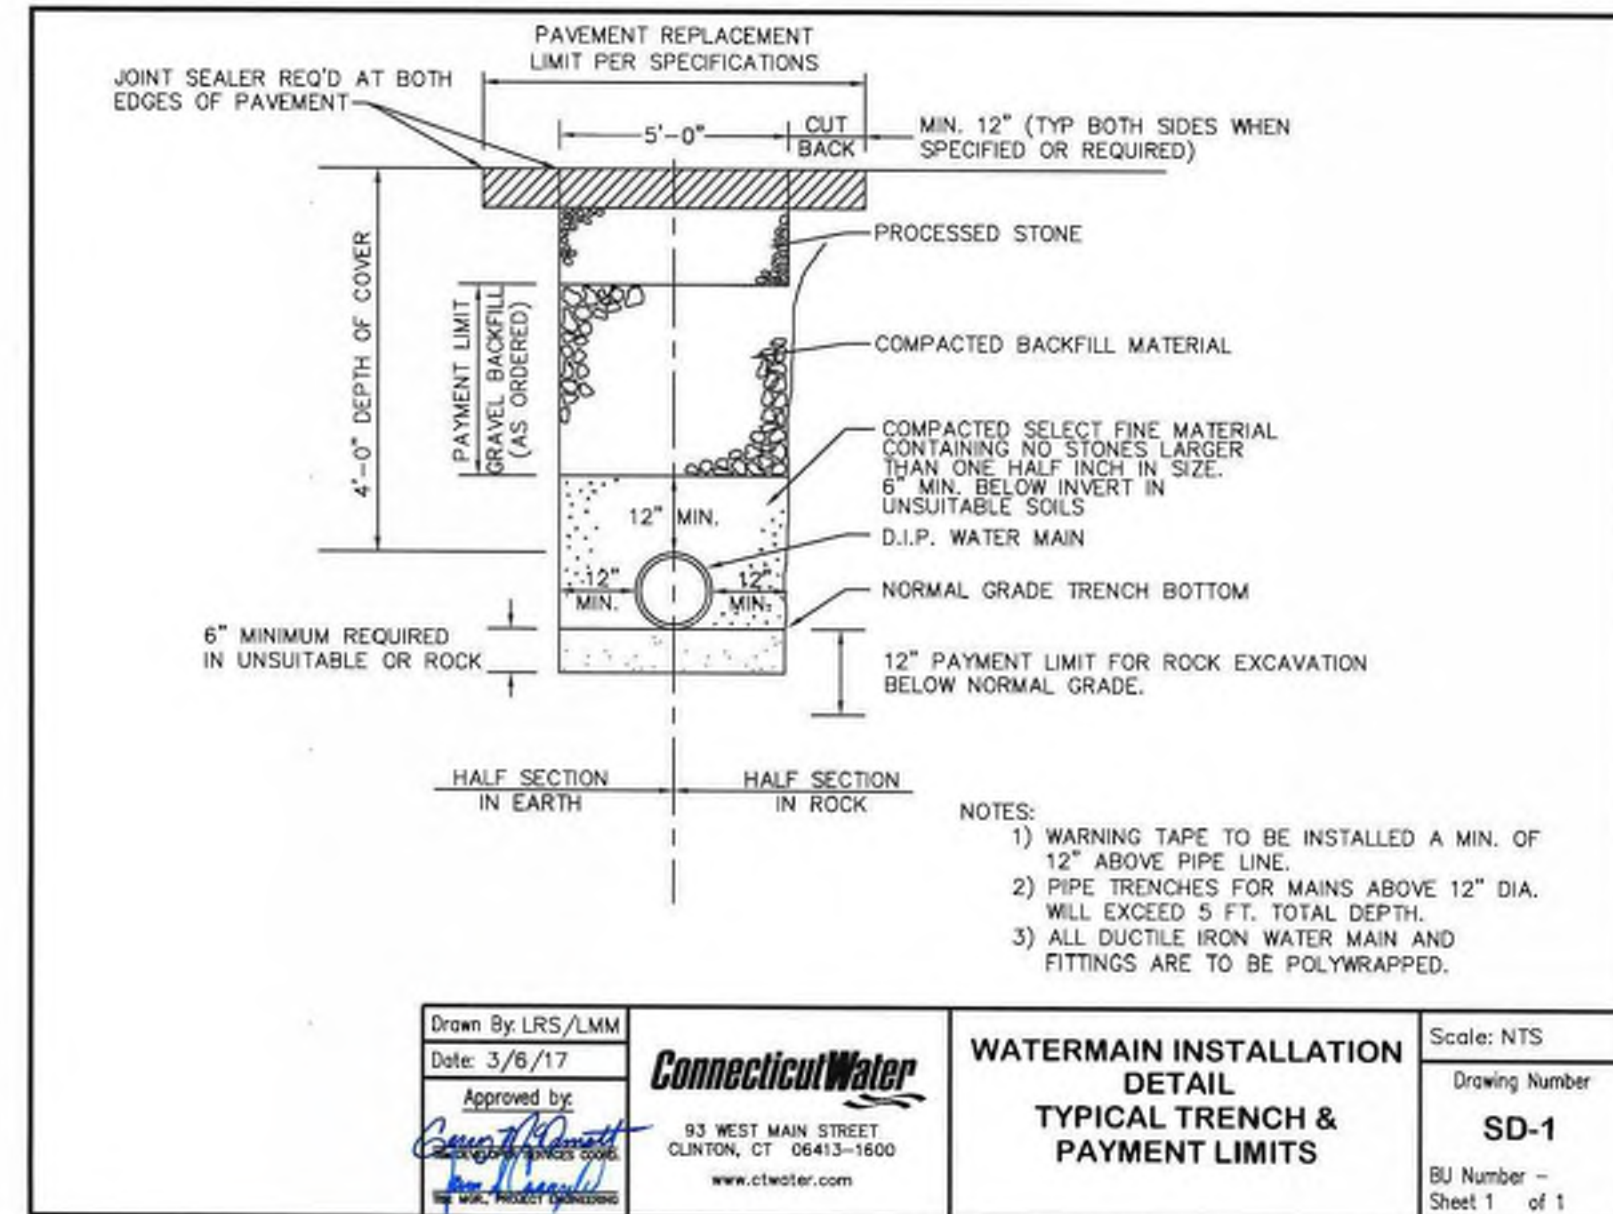 PAVEMENT REPLACEMENT
LIMIT PER SPECIFICATIONS
JOINT SEALER REQ'D AT BOTH
EDGES OF PAVEMENT
5'-0"
CUT
BACK
MIN. 12" (TYP BOTH SIDES WHEN
SPECIFIED OR REQUIRED)
4'-0" DEPTH OF COVER
PAYMENT LIMIT
GRAVEL BACKFILL
(AS ORDERED)
PROCESSED STONE
COMPACTED BACKFILL MATERIAL
COMPACTED SELECT FINE MATERIAL
CONTAINING NO STONES LARGER
THAN ONE HALF INCH IN SIZE.
6" MIN. BELOW INVERT IN
UNSUITABLE SOILS
12" MIN.
D.I.P. WATER MAIN
12"
MIN.
12"
MIN.
NORMAL GRADE TRENCH BOTTOM
6" MINIMUM REQUIRED
IN UNSUITABLE OR ROCK
12" PAYMENT LIMIT FOR ROCK EXCAVATION
BELOW NORMAL GRADE.
HALF SECTION
IN EARTH
HALF SECTION
IN ROCK
NOTES:
1) WARNING TAPE TO BE INSTALLED A MIN. OF
12" ABOVE PIPE LINE.
2) PIPE TRENCHES FOR MAINS ABOVE 12" DIA.
WILL EXCEED 5 FT. TOTAL DEPTH.
3) ALL DUCTILE IRON WATER MAIN AND
FITTINGS ARE TO BE POLYWRAPPED.
Drawn By: LRS/LMM
Date: 3/6/17
Approved by:
DEVELOPER SERVICES COORD.
MGR., PROJECT ENGINEERING
ConnecticutWater
93 WEST MAIN STREET
CLINTON, CT 06413-1600
www.ctwater.com
WATERMAIN INSTALLATION
DETAIL
TYPICAL TRENCH &
PAYMENT LIMITS
Scale: NTS
Drawing Number
SD-1
BU Number -
Sheet 1 of 1